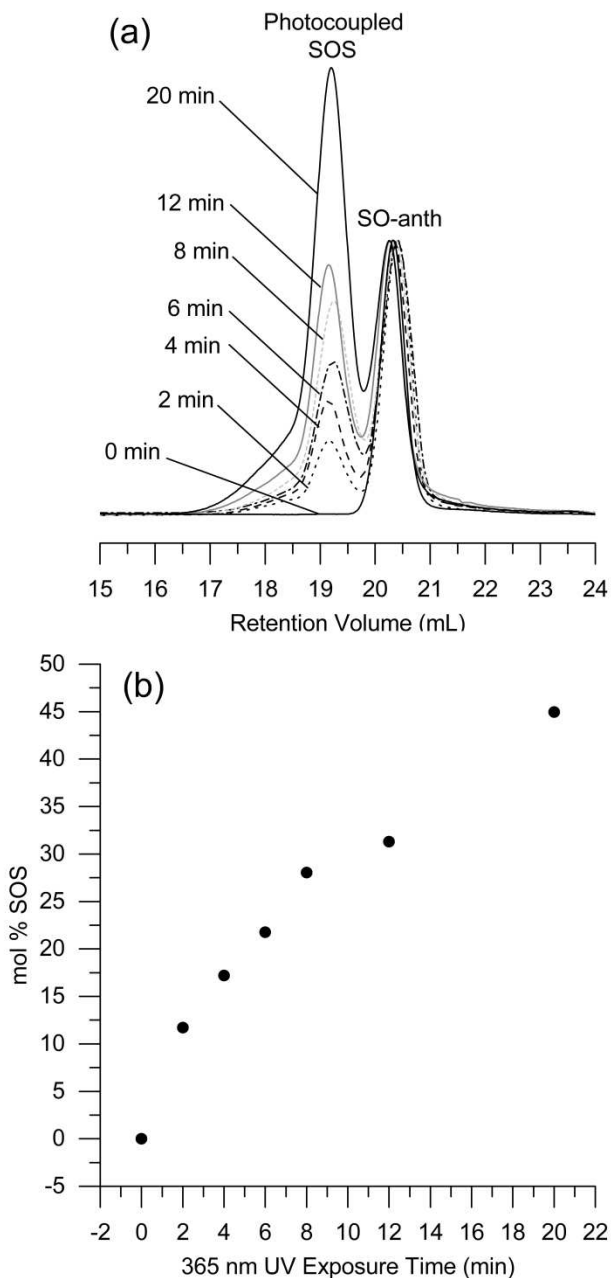 (a)
Photocoupled
SOS
20 min
12 min
SO-anth
8 min
6 min
4 min
2 min
0 min
15 16 17 18 19 20 21 22 23 24
Retention Volume (mL)
(b)
50
45
40
35
30
25
20
15
10
5
0
-5
mol % SOS
-2 0 2 4 6 8 10 12 14 16 18 20 22
365 nm UV Exposure Time (min)